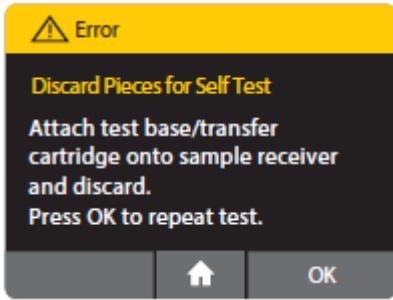 Error
Discard Pieces for Self Test
Attach test base/transfer
cartridge onto sample receiver
and discard.
Press OK to repeat test.
OK